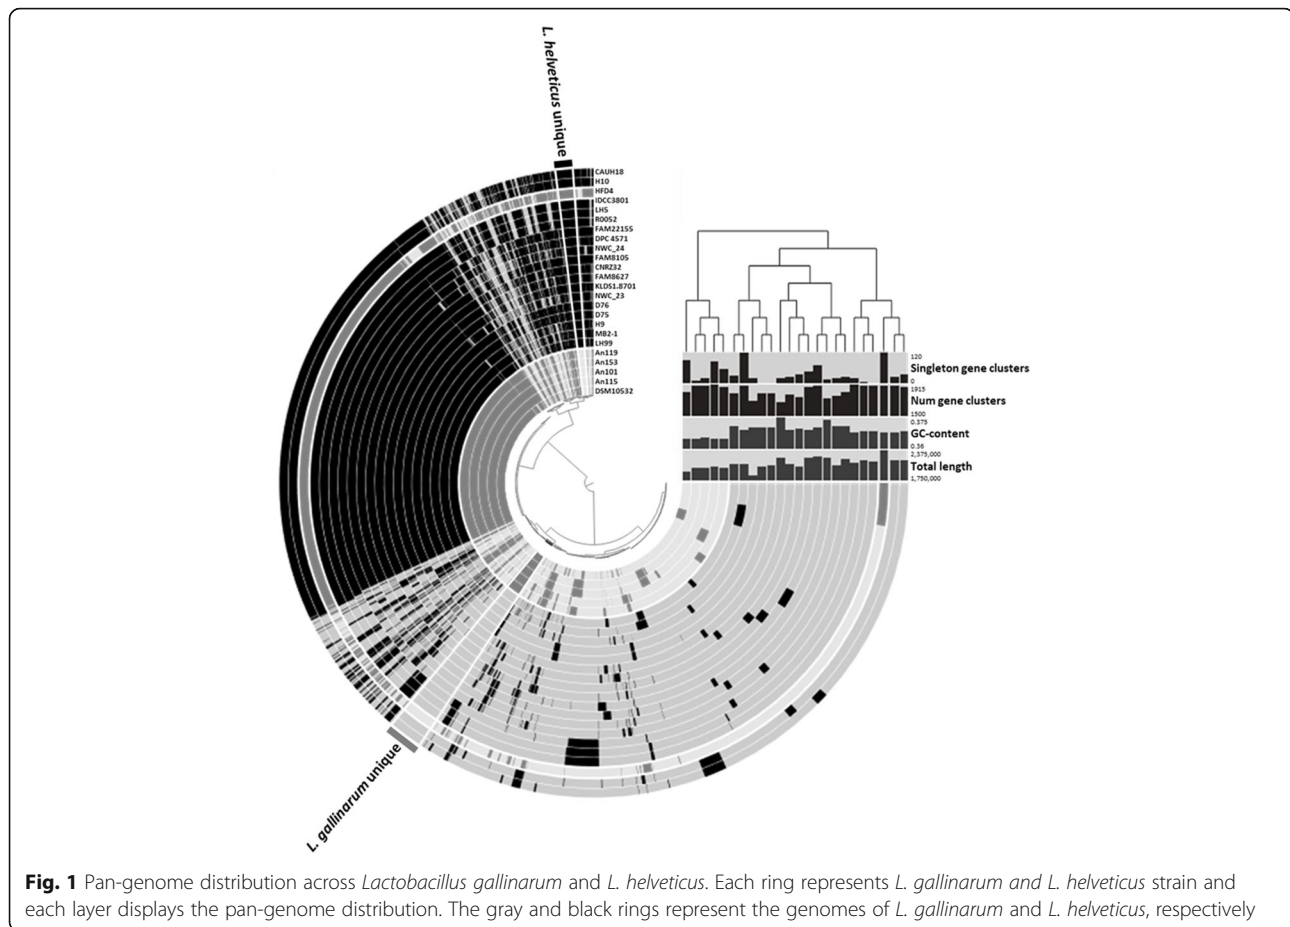 L. helveticus unique
CAUH18
H10
HFD4
IDCC3801
LH5
R0052
FAM22155
DPC 4571
NWC_24
FAM8105
CNRZ32
FAM8627
KLDS1.8701
NWC_23
D76
D75
H9
MB2-1
LH99
An119
An153
An101
An115
DSM10532
120
Singleton gene clusters
0
1915
Num gene clusters
1500
0.375
GC-content
0.36
2,375,000
Total length
1,750,000
L. gallinarum unique
Fig. 1 Pan-genome distribution across Lactobacillus gallinarum and L. helveticus. Each ring represents L. gallinarum and L. helveticus strain and
each layer displays the pan-genome distribution. The gray and black rings represent the genomes of L. gallinarum and L. helveticus, respectively